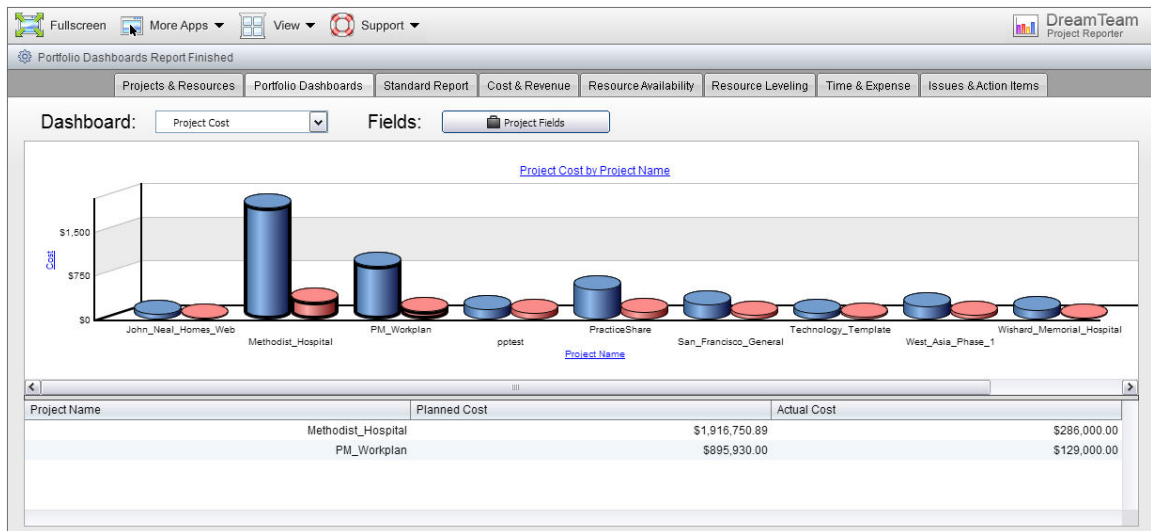 Fullscreen More Apps View Support DreamTeam
Project Reporter
Portfolio Dashboards Report Finished
Projects & Resources Portfolio Dashboards Standard Report Cost & Revenue Resource Availability Resource Leveling Time & Expense Issues & Action Items
Dashboard: Project Cost Fields: Project Fields
Project Cost by Project Name
$1,500
Cost
$750
$0
John_Neal_Homes_Web PM_Workplan PracticeShare Technology_Template Wishard_Memorial_Hospital
Methodist_Hospital pptest San_Francisco_General West_Asia_Phase_1
Project Name
Project Name Planned Cost Actual Cost
Methodist_Hospital $1,916,750.89 $286,000.00
PM_Workplan $895,930.00 $129,000.00